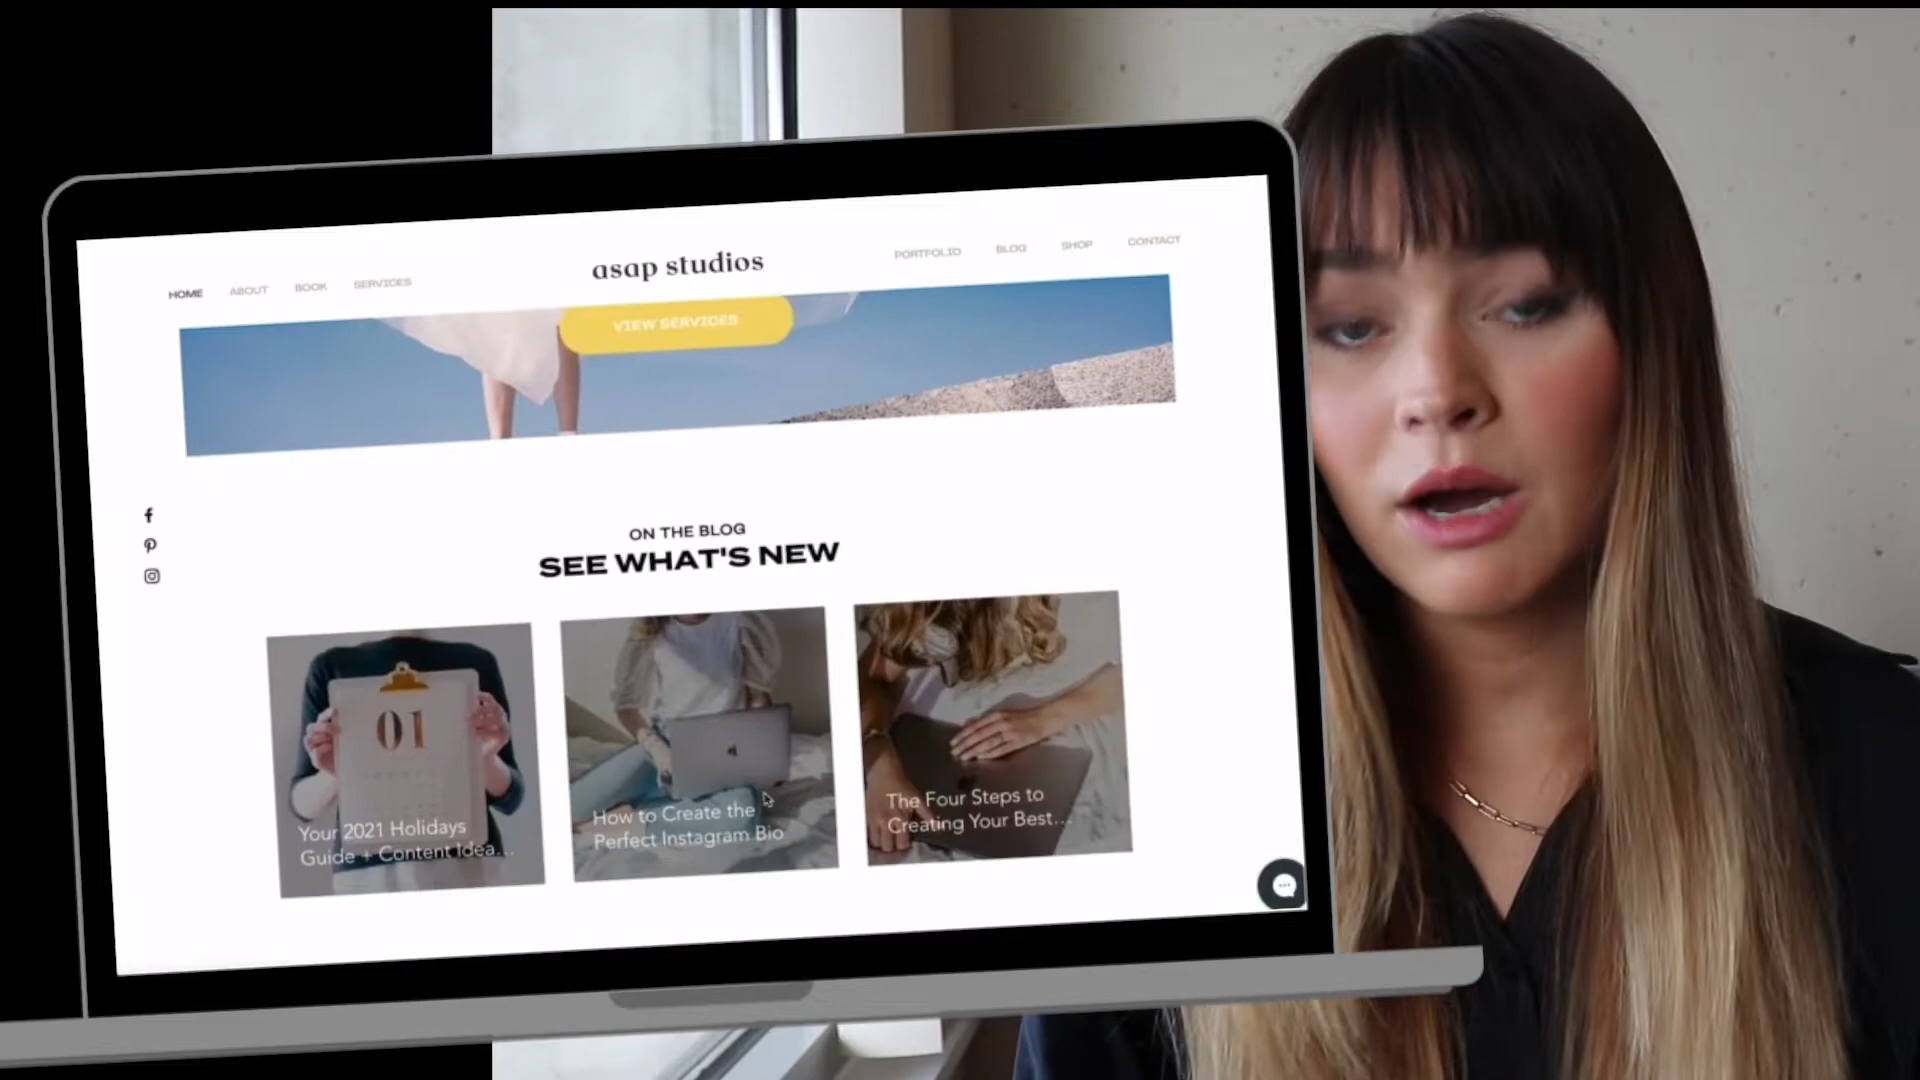 HOME ABOUT BOOK SERVICES asap studios PORTFOLIO BLOG SHOP CONTACT
VIEW SERVICES
ON THE BLOG
SEE WHAT'S NEW
01
Your 2021 Holidays
Guide + Content Idea...
How to Create the
Perfect Instagram Bio
The Four Steps to
Creating Your Best...